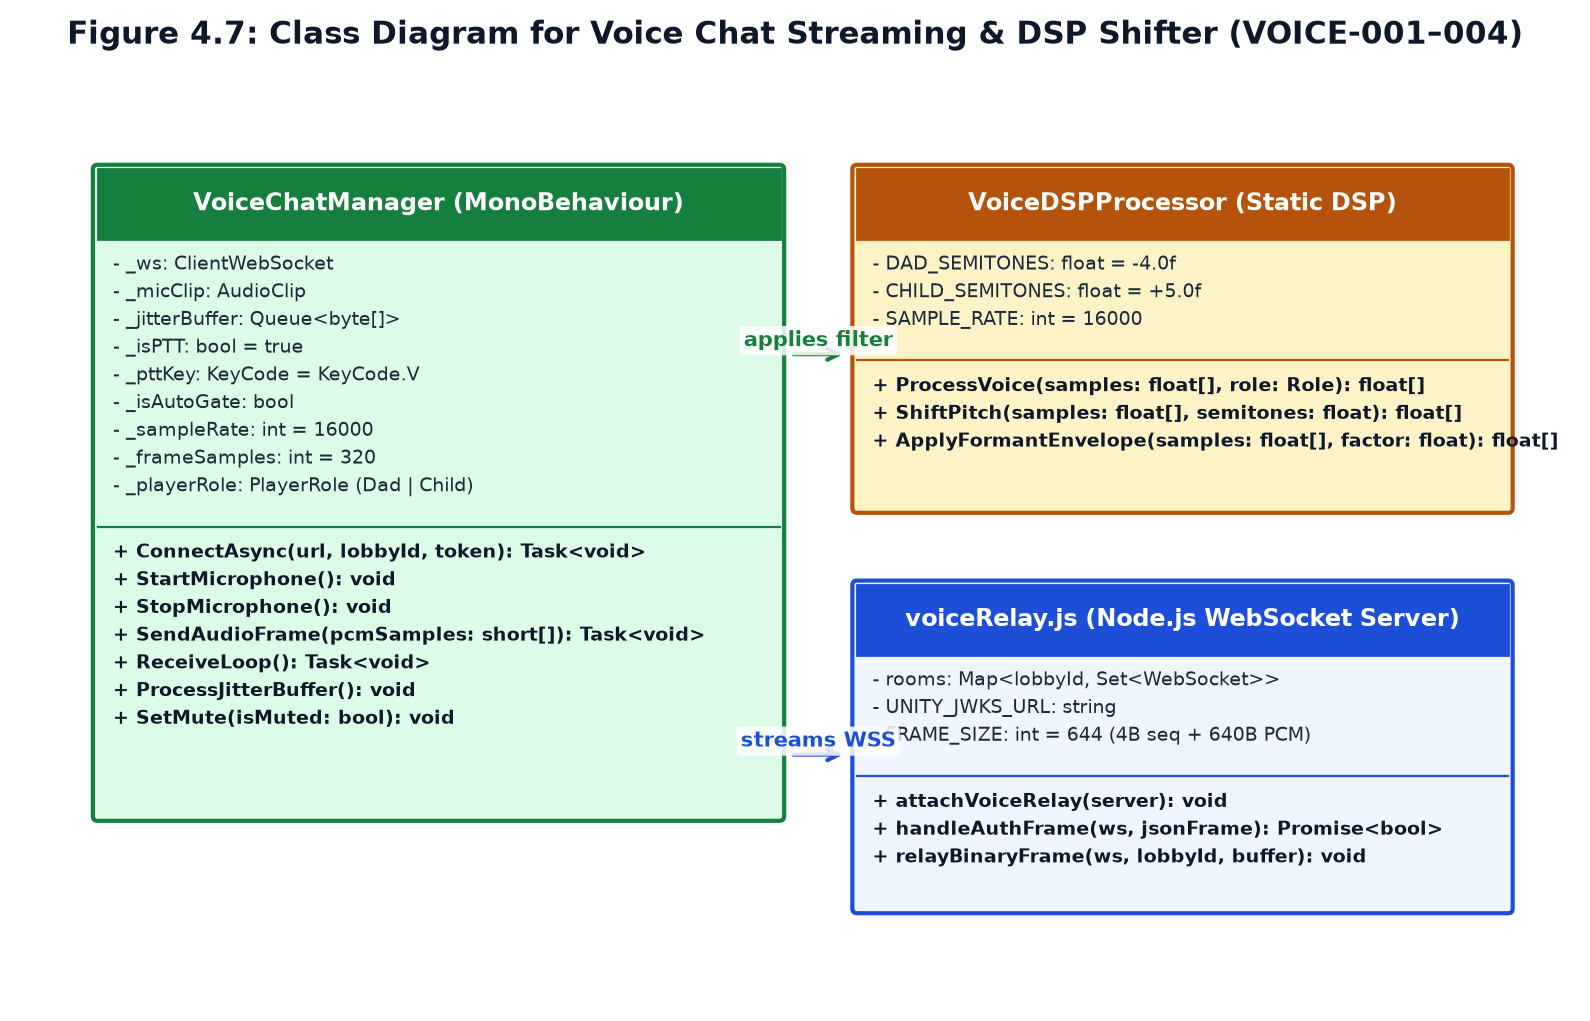 Figure 4.7: Class Diagram for Voice Chat Streaming & DSP Shifter (VOICE-001–004)
VoiceChatManager (MonoBehaviour)
- _ws: ClientWebSocket
- _micClip: AudioClip
- _jitterBuffer: Queue<byte[]>
- _isPTT: bool = true
- _pttKey: KeyCode = KeyCode.V
- _isAutoGate: bool
- _sampleRate: int = 16000
- _frameSamples: int = 320
- _playerRole: PlayerRole (Dad | Child)
+ ConnectAsync(url, lobbyId, token): Task<void>
+ StartMicrophone(): void
+ StopMicrophone(): void
+ SendAudioFrame(pcmSamples: short[]): Task<void>
+ ReceiveLoop(): Task<void>
+ ProcessJitterBuffer(): void
+ SetMute(isMuted: bool): void
applies filter
streams WSS
VoiceDSPProcessor (Static DSP)
- DAD_SEMITONES: float = -4.0f
- CHILD_SEMITONES: float = +5.0f
- SAMPLE_RATE: int = 16000
+ ProcessVoice(samples: float[], role: Role): float[]
+ ShiftPitch(samples: float[], semitones: float): float[]
+ ApplyFormantEnvelope(samples: float[], factor: float): float[]
voiceRelay.js (Node.js WebSocket Server)
- rooms: Map<lobbyId, Set<WebSocket>>
- UNITY_JWKS_URL: string
RAME_SIZE: int = 644 (4B seq + 640B PCM)
+ attachVoiceRelay(server): void
+ handleAuthFrame(ws, jsonFrame): Promise<bool>
+ relayBinaryFrame(ws, lobbyId, buffer): void